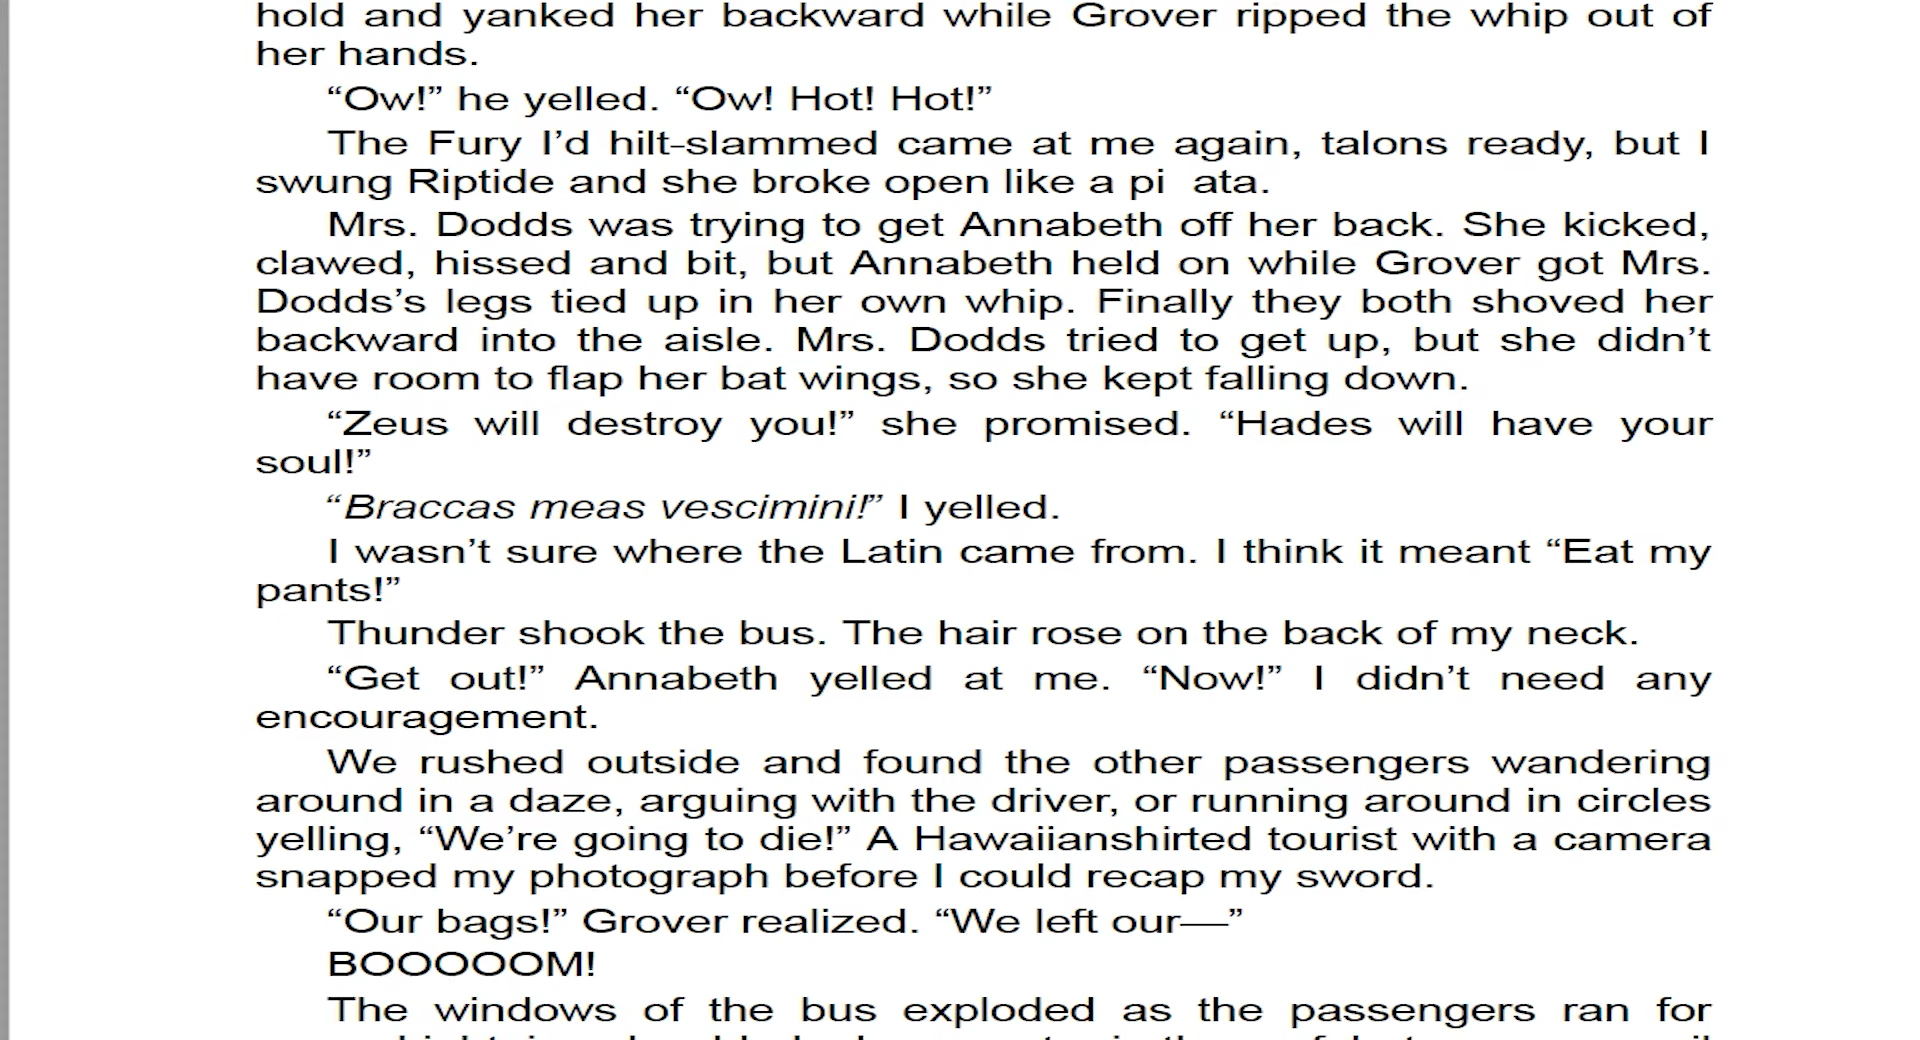 hold and yanked her backward while Grover ripped the whip out of
her hands.
“Ow!” he yelled. “Ow! Hot! Hot!”
The Fury I’d hilt-slammed came at me again, talons ready, but I
swung Riptide and she broke open like a pi ata.
Mrs. Dodds was trying to get Annabeth off her back. She kicked,
clawed, hissed and bit, but Annabeth held on while Grover got Mrs.
Dodds’s legs tied up in her own whip. Finally they both shoved her
backward into the aisle. Mrs. Dodds tried to get up, but she didn’t
have room to flap her bat wings, so she kept falling down.
“Zeus will destroy you!” she promised. “Hades will have your
soul!”
“Braccas meas vescimini!” I yelled.
I wasn’t sure where the Latin came from. I think it meant “Eat my
pants!”
Thunder shook the bus. The hair rose on the back of my neck.
“Get out!” Annabeth yelled at me. “Now!” I didn’t need any
encouragement.
We rushed outside and found the other passengers wandering
around in a daze, arguing with the driver, or running around in circles
yelling, “We’re going to die!” A Hawaiianshirted tourist with a camera
snapped my photograph before I could recap my sword.
“Our bags!” Grover realized. “We left our—”
BOOOOOM!
The windows of the bus exploded as the passengers ran for